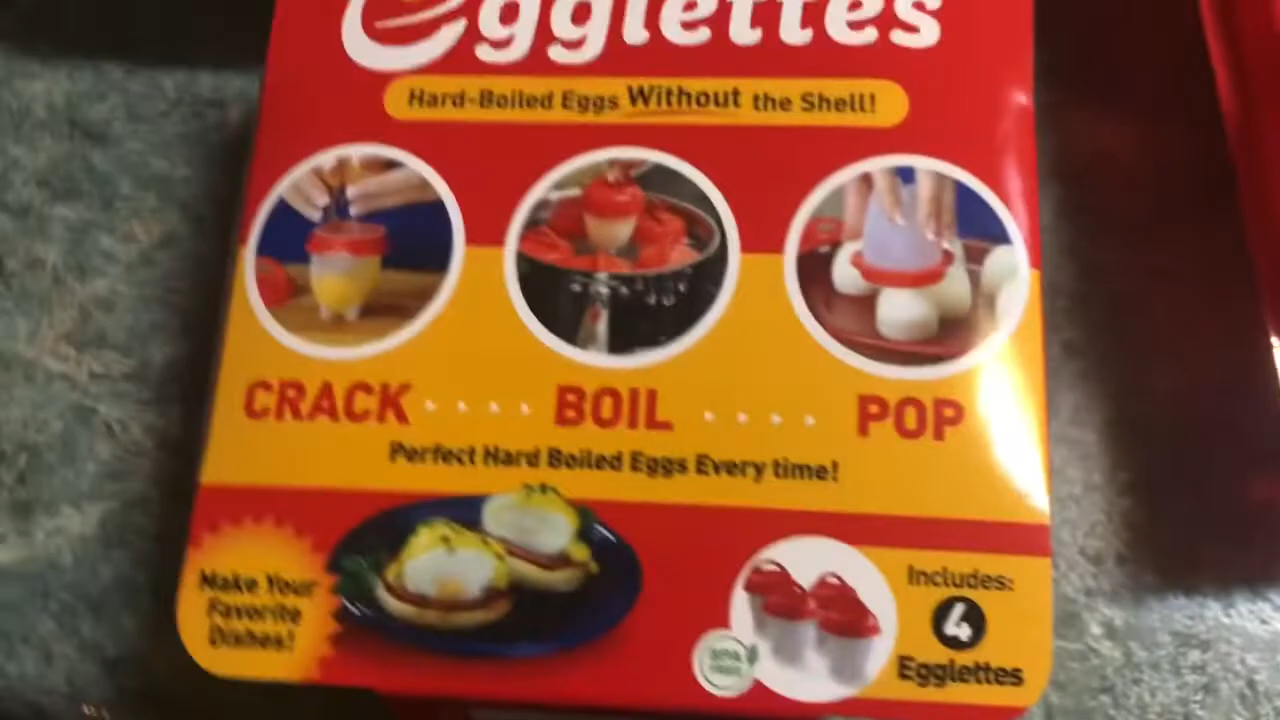 Egglettes
Hard-Boiled Eggs Without the Shell!
CRACK .... BOIL .... POP
Perfect Hard Boiled Eggs Every time!
Make Your
Favorite
Dishes!
Includes:
4
Egglettes